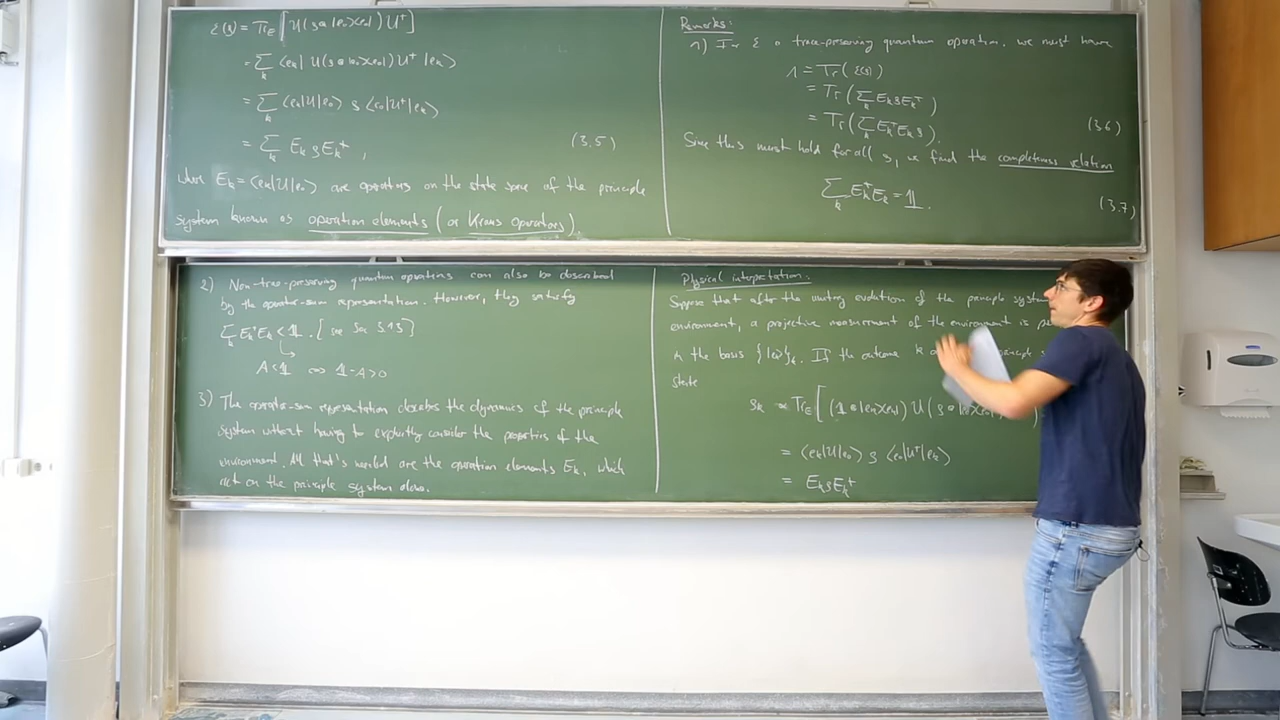 ε(ρ) = Tr_E [U(ρ⊗|e₀⟩⟨e₀|)U†]
= Σ_k ⟨e_k| U(ρ⊗|e₀⟩⟨e₀|)U† |e_k⟩
= Σ_k ⟨e_k|U|e₀⟩ ρ ⟨e₀|U†|e_k⟩
= Σ_k E_k ρ E_k† , (3.5)
where E_k = ⟨e_k|U|e₀⟩ are operators on the state space of the principle
system known as operation elements (or Kraus Operators)
Remarks:
1) For ε a trace-preserving quantum operation, we must have
1 = Tr(ε(ρ))
= Tr(Σ_k E_k ρ E_k†)
= Tr(Σ_k E_k† E_k ρ). (3.6)
Since this must hold for all ρ, we find the completeness relation
Σ_k E_k† E_k = 𝟙. (3.7)
2) Non-trace-preserving quantum operations can also be described
by the operator-sum representation. However, they satisfy
Σ_k E_k† E_k < 𝟙. [see Sec 3.1.5]
A<𝟙 ⇔ 𝟙-A>0
3) The operator-sum representation describes the dynamics of the principle
system without having to explicitly consider the properties of the
environment. All that's needed are the operation elements E_k, which
act on the principle system alone.
Physical interpretation:
Suppose that after the unitary evolution of the principle system
environment, a projective measurement of the environment is
in the basis {|e_k⟩}_k. If the outcome k principle
state
ρ_k ∝ Tr_E [(𝟙⊗|e_k⟩⟨e_k|) U(ρ⊗|e₀⟩⟨e₀|)
= ⟨e_k|U|e₀⟩ ρ ⟨e₀|U†|e_k⟩
= E_k ρ E_k†